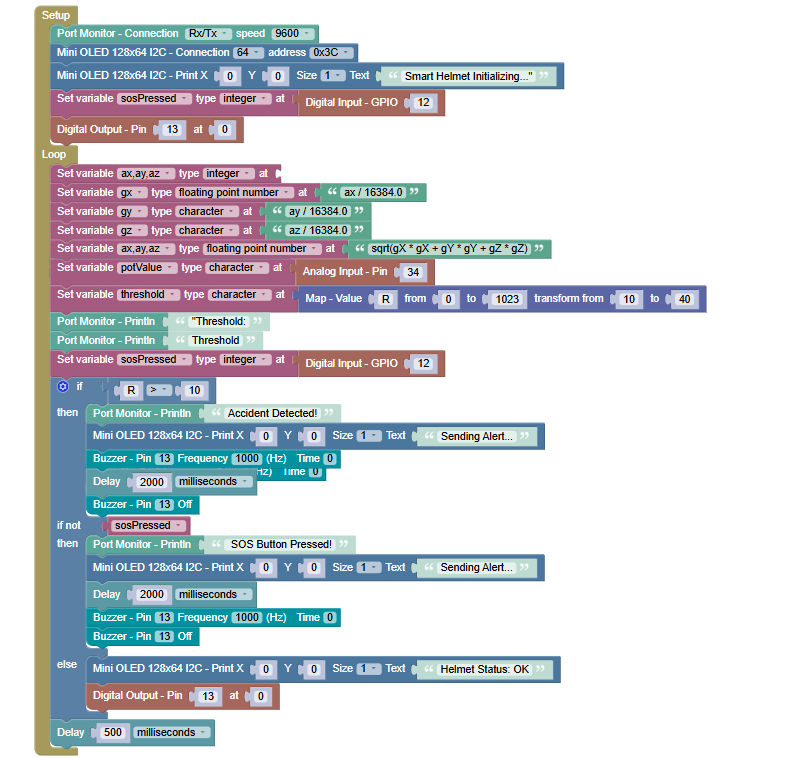 Setup
Port Monitor - Connection Rx/Tx speed 9600
Mini OLED 128x64 I2C - Connection 64 address 0x3C
Mini OLED 128x64 I2C - Print X 0 Y 0 Size 1 Text “ Smart Helmet Initializing..." ”
Set variable sosPressed type integer at Digital Input - GPIO 12
Digital Output - Pin 13 at 0
Loop
Set variable ax,ay,az type integer at
Set variable gx type floating point number at “ ax / 16384.0 ”
Set variable gy type character at “ ay / 16384.0 ”
Set variable gz type character at “ az / 16384.0 ”
Set variable ax,ay,az type floating point number at “ sqrt(gX * gX + gY * gY + gZ * gZ) ”
Set variable potValue type character at Analog Input - Pin 34
Set variable threshold type character at Map - Value R from 0 to 1023 transform from 10 to 40
Port Monitor - Println “ "Threshold: ”
Port Monitor - Println “ Threshold ”
Set variable sosPressed type integer at Digital Input - GPIO 12
if R > 10
then Port Monitor - Println “ Accident Detected! ”
Mini OLED 128x64 I2C - Print X 0 Y 0 Size 1 Text “ Sending Alert... ”
Buzzer - Pin 13 Frequency 1000 (Hz) Time 0
Hz) Time 0
Delay 2000 milliseconds
Buzzer - Pin 13 Off
if not sosPressed
then Port Monitor - Println “ SOS Button Pressed! ”
Mini OLED 128x64 I2C - Print X 0 Y 0 Size 1 Text “ Sending Alert... ”
Delay 2000 milliseconds
Buzzer - Pin 13 Frequency 1000 (Hz) Time 0
Buzzer - Pin 13 Off
else Mini OLED 128x64 I2C - Print X 0 Y 0 Size 1 Text “ Helmet Status: OK ”
Digital Output - Pin 13 at 0
Delay 500 milliseconds